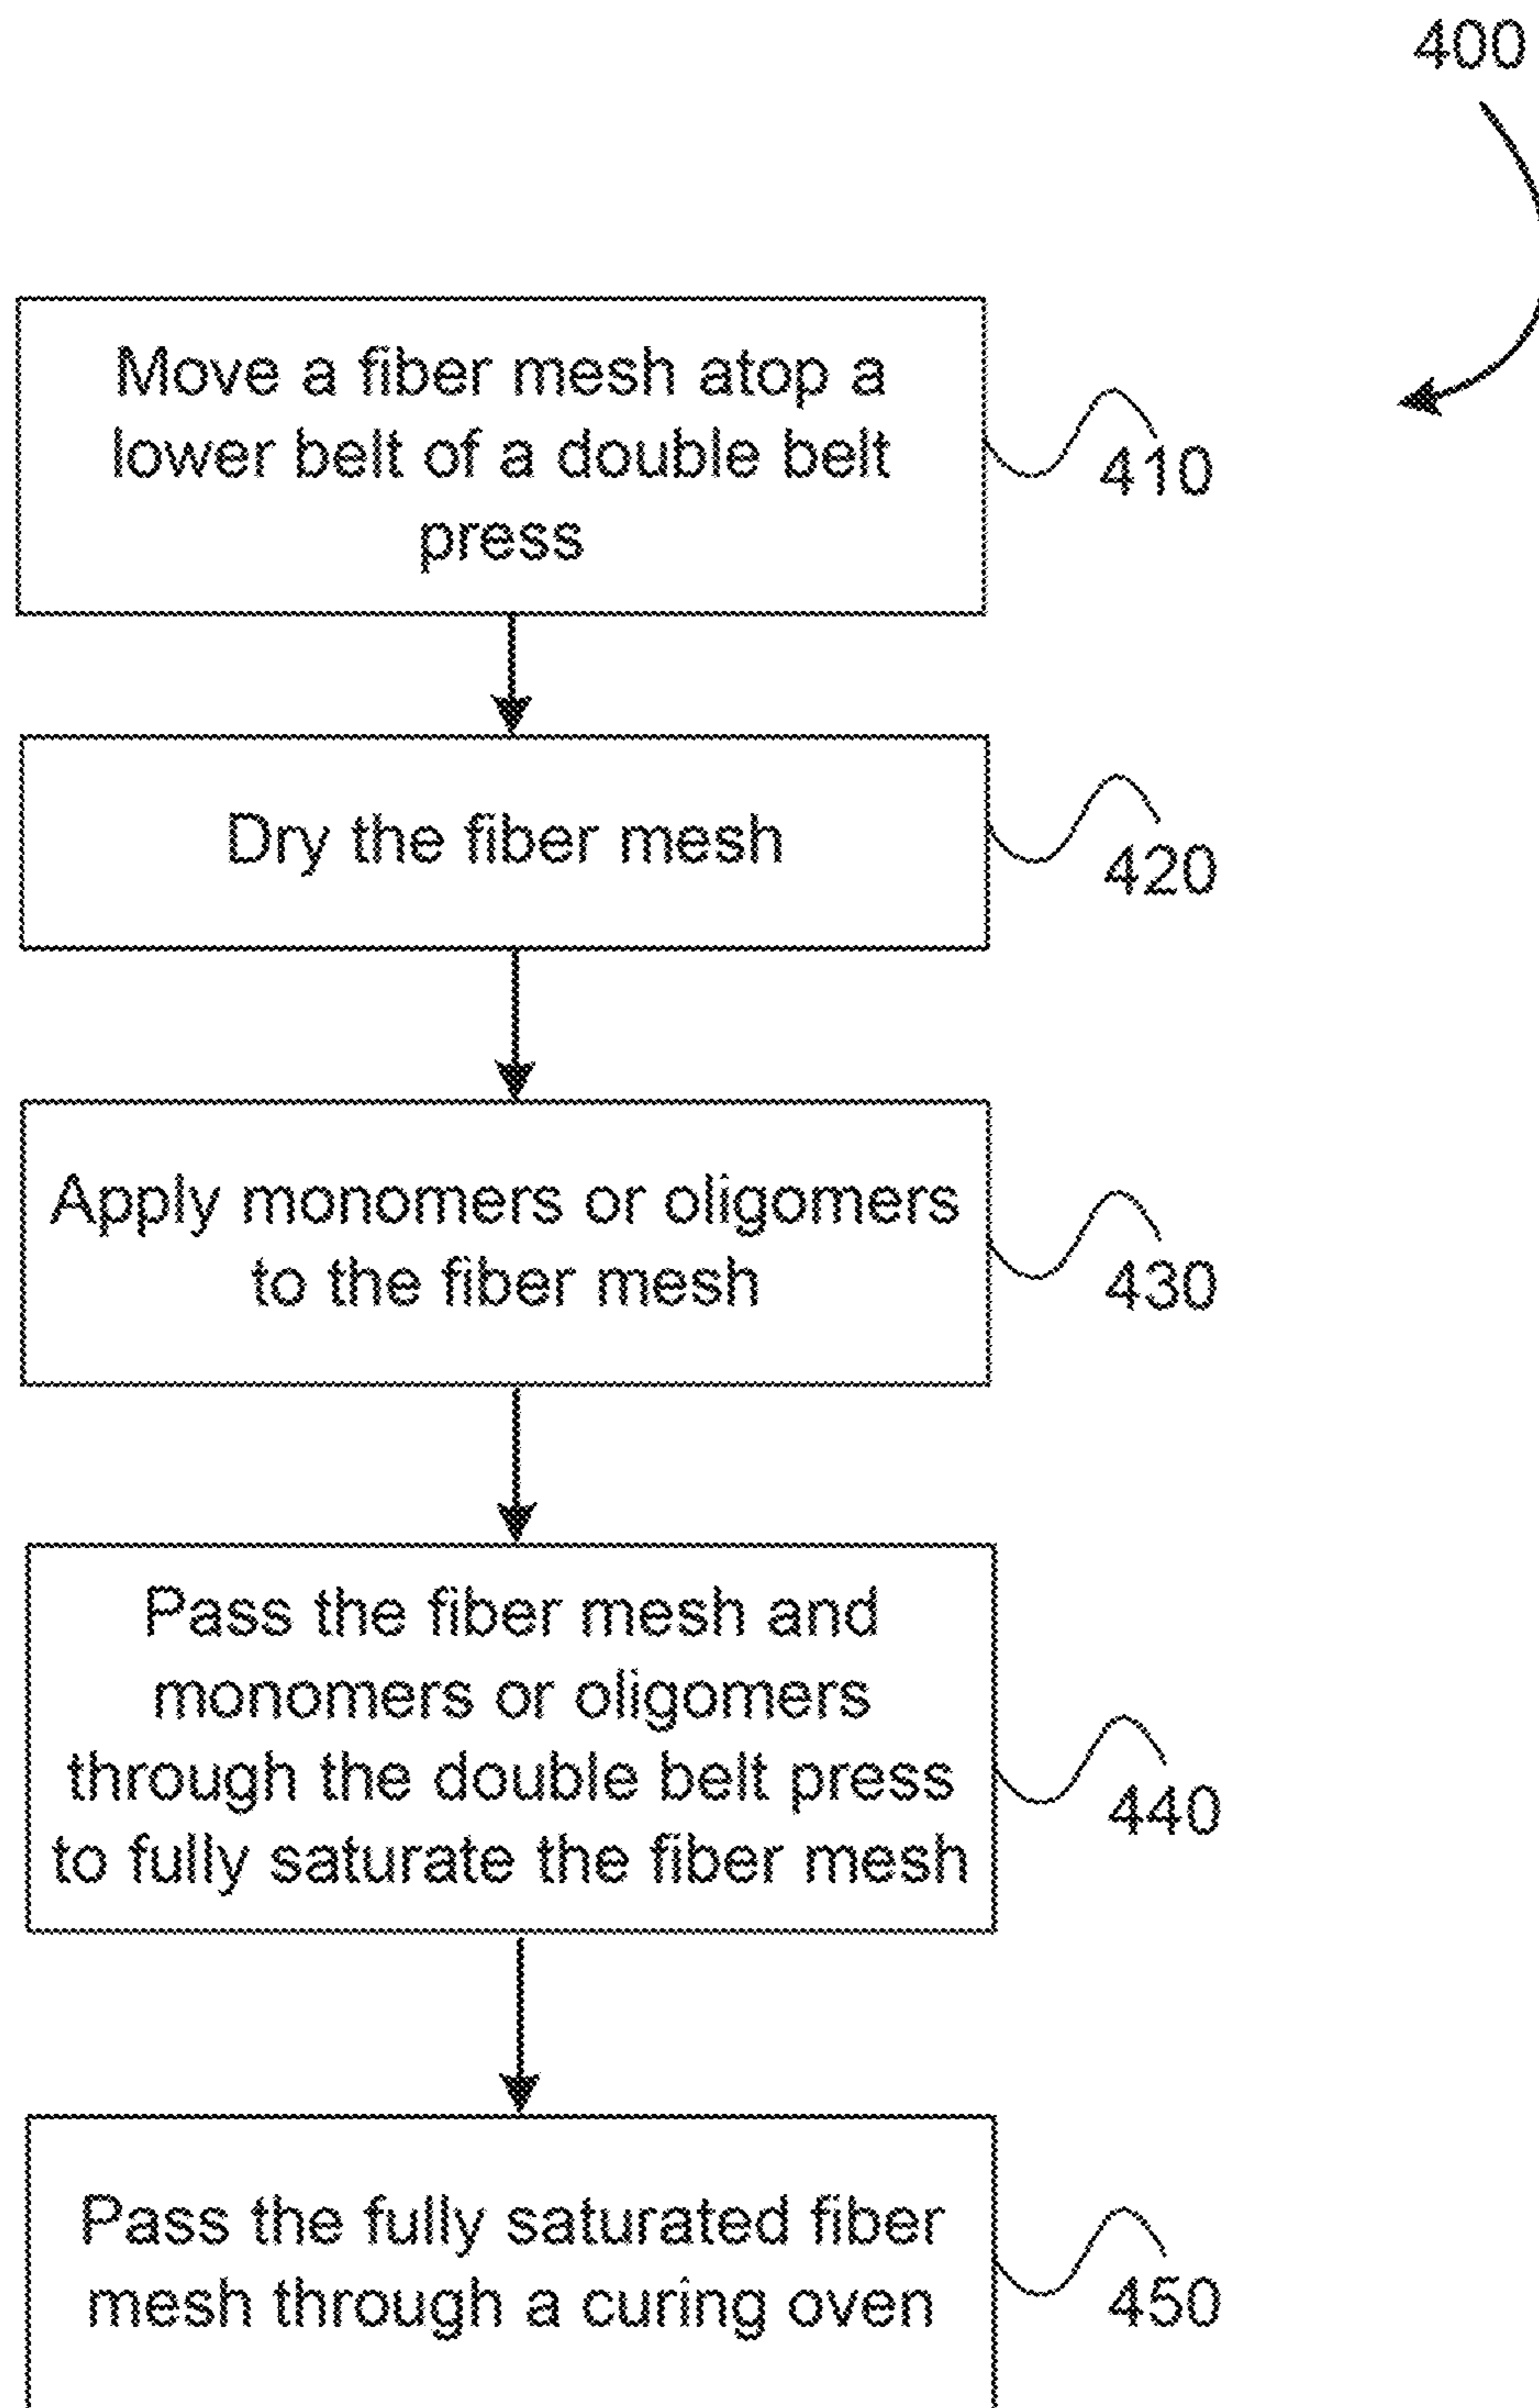 400
Move a fiber mesh atop a
lower belt of a double belt
press
410
Dry the fiber mesh
420
Apply monomers or oligomers
to the fiber mesh
430
Pass the fiber mesh and
monomers or oligomers
through the double belt press
to fully saturate the fiber mesh
440
Pass the fully saturated fiber
mesh through a curing oven
450